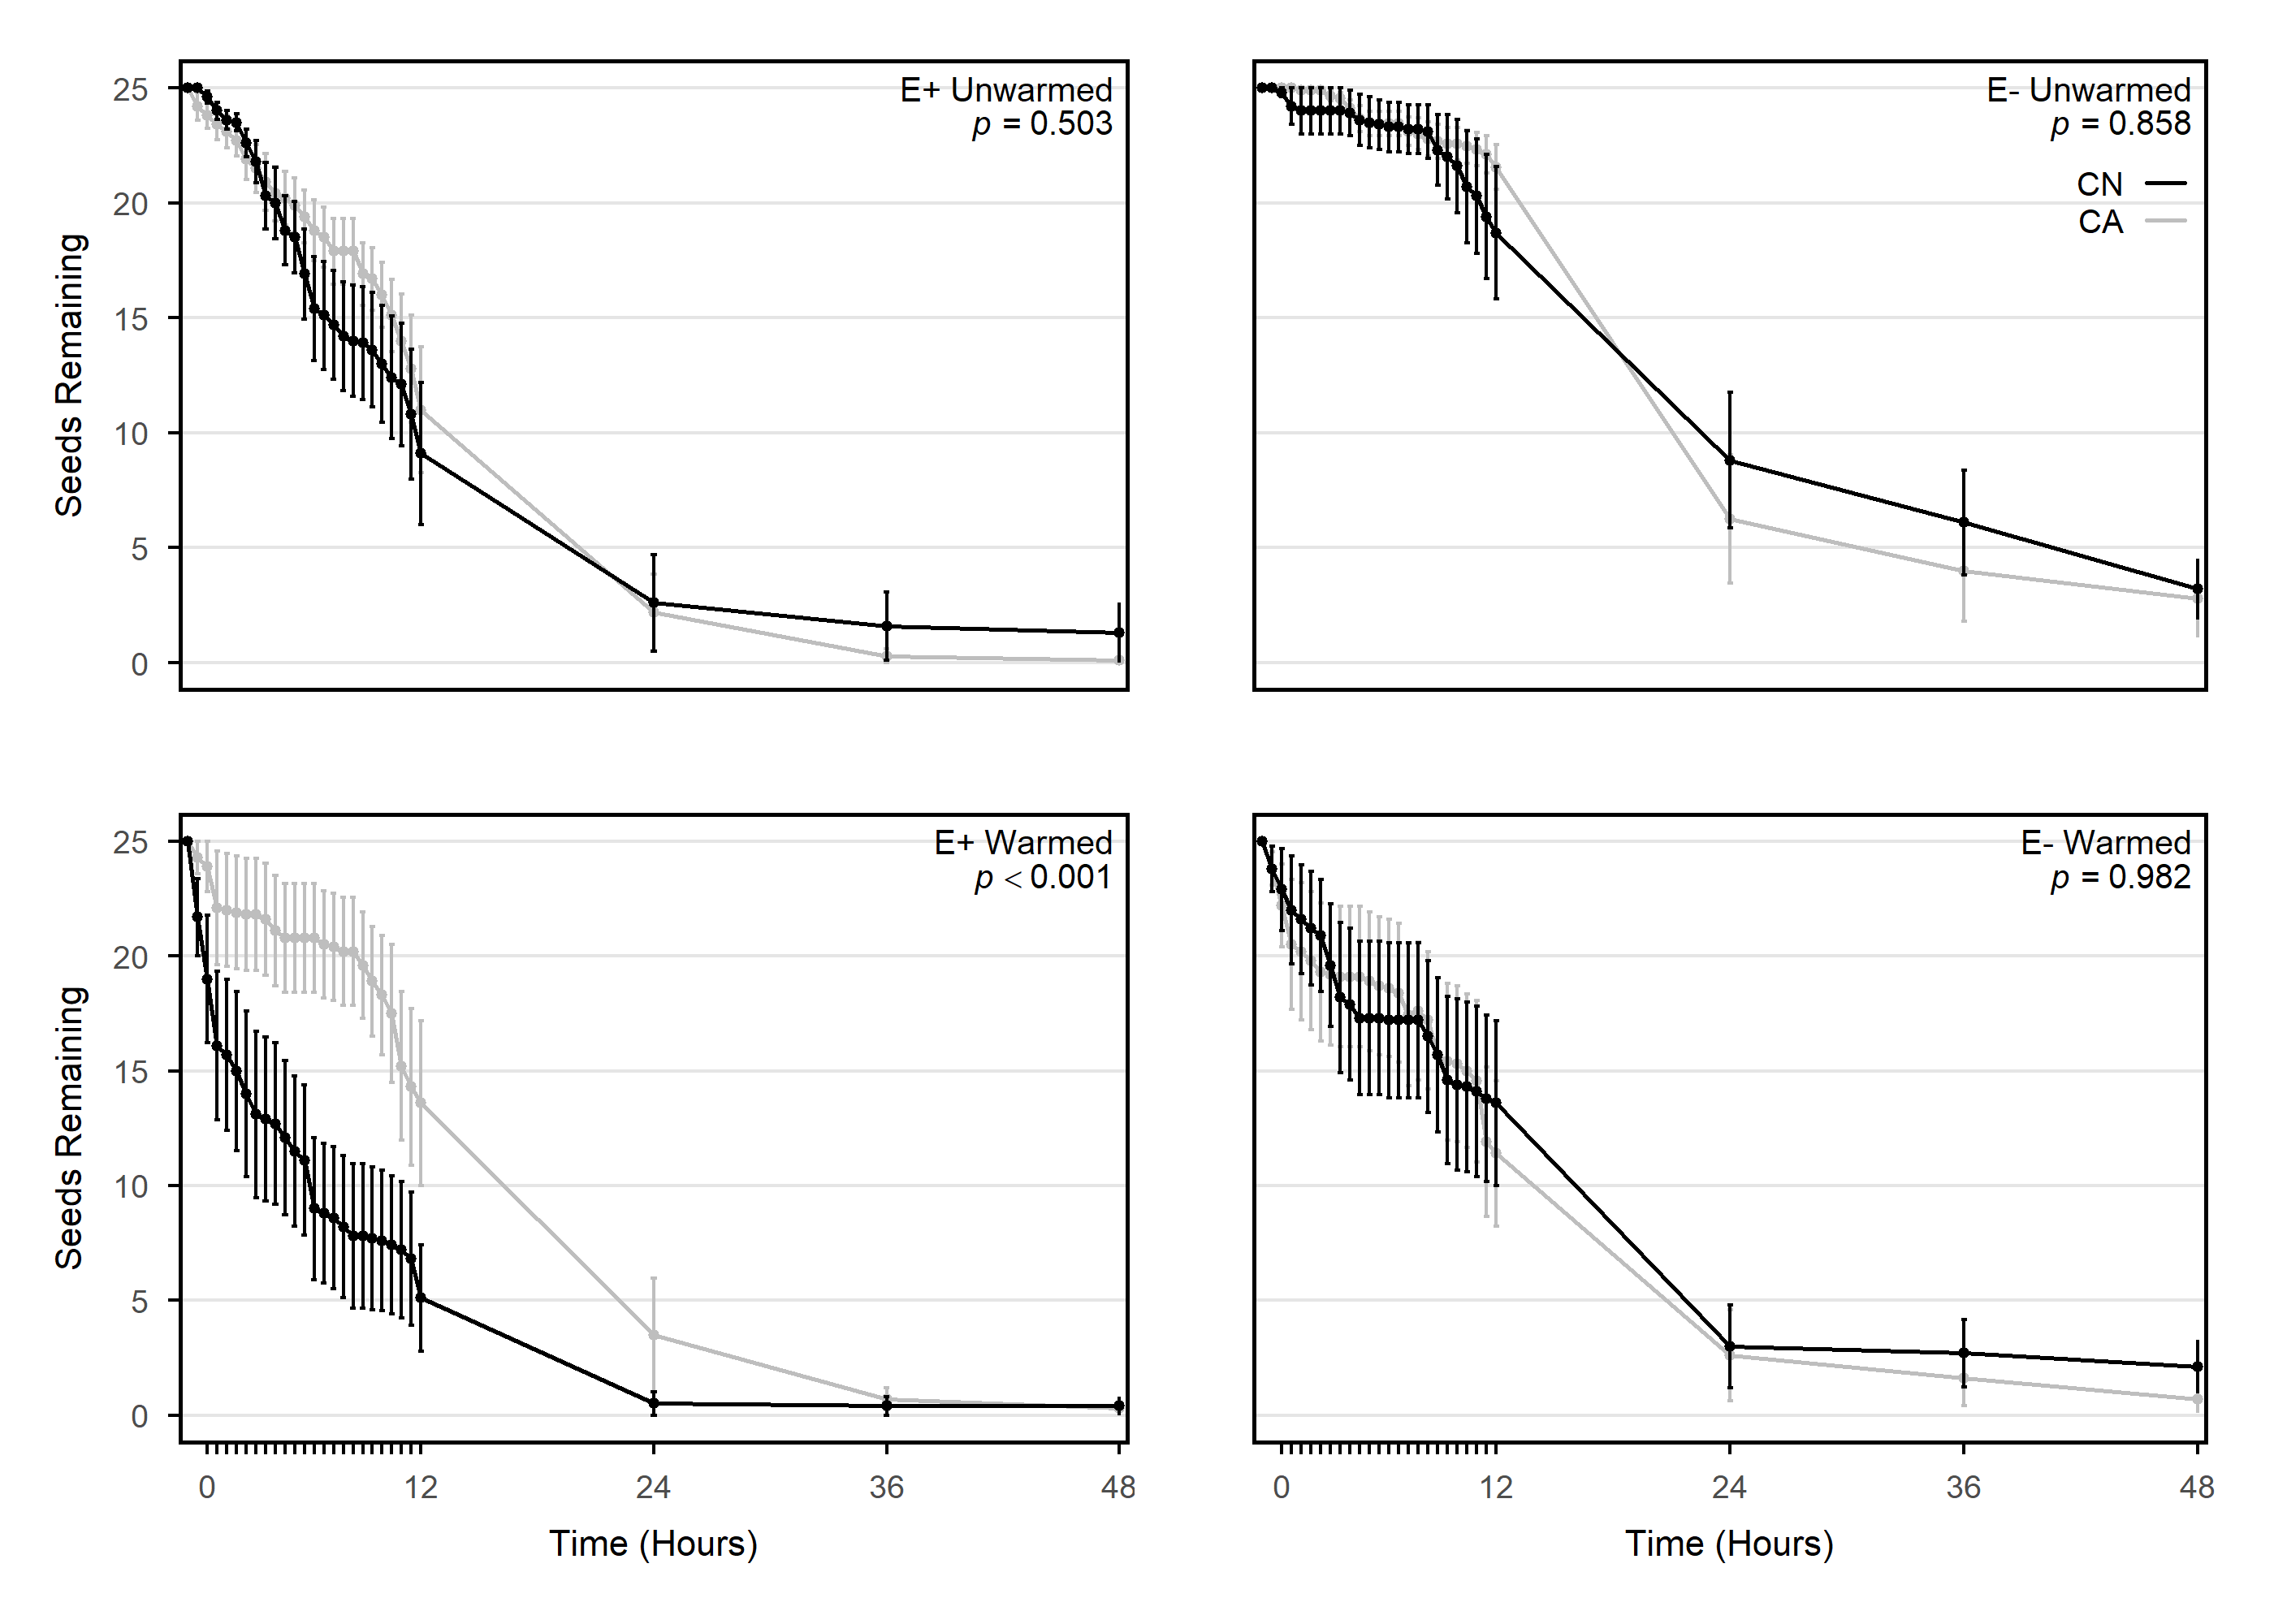 E+ Unwarmed
p = 0.503
25
20
15
10
5
0
Seeds Remaining
E- Unwarmed
p = 0.858
CN
CA
E+ Warmed
p < 0.001
25
20
15
10
5
0
Seeds Remaining
0 12 24 36 48
Time (Hours)
E- Warmed
p = 0.982
0 12 24 36 48
Time (Hours)